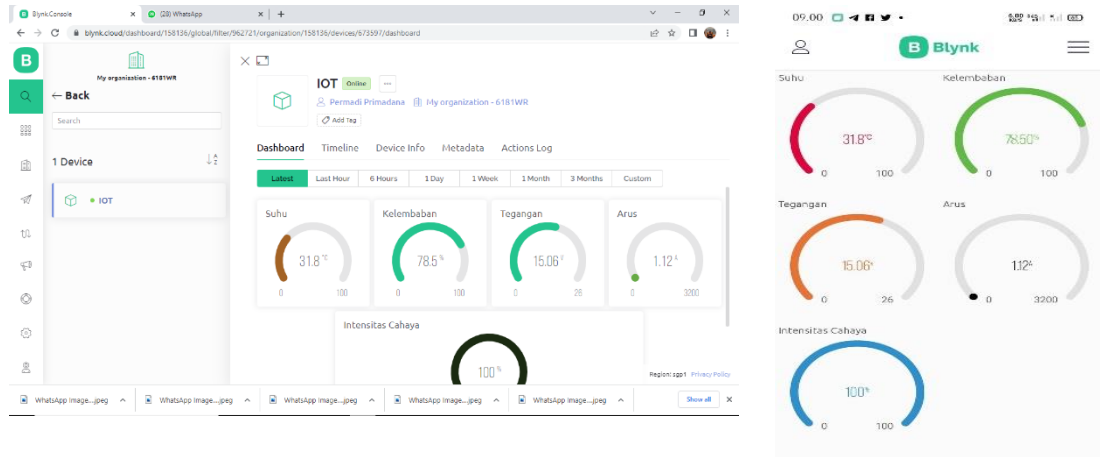 Blynk.Console
(28) WhatsApp
blynk.cloud/dashboard/158136/global/filter/962721/organization/158136/devices/673597/dashboard
B
My organization - 6181WR
← Back
Search
1 Device
IOT
IOT Online
Permadi Primadana My organization - 6181WR
Add Tag
Dashboard Timeline Device Info Metadata Actions Log
Latest Last Hour 6 Hours 1 Day 1 Week 1 Month 3 Months Custom
Suhu Kelembaban Tegangan Arus
31.8 °C 78.5 % 15.06 V 1.12 A
0 100 0 100 0 26 0 3200
Intensitas Cahaya
100 %
Region: sgp1 Privacy Policy
WhatsApp Image....jpeg WhatsApp Image....jpeg WhatsApp Image....jpeg WhatsApp Image....jpeg WhatsApp Image....jpeg Show all
09.00
B Blynk
Suhu Kelembaban
31.8°C 78.50%
0 100 0 100
Tegangan Arus
15.06V 1.12A
0 26 0 3200
Intensitas Cahaya
100%
0 100